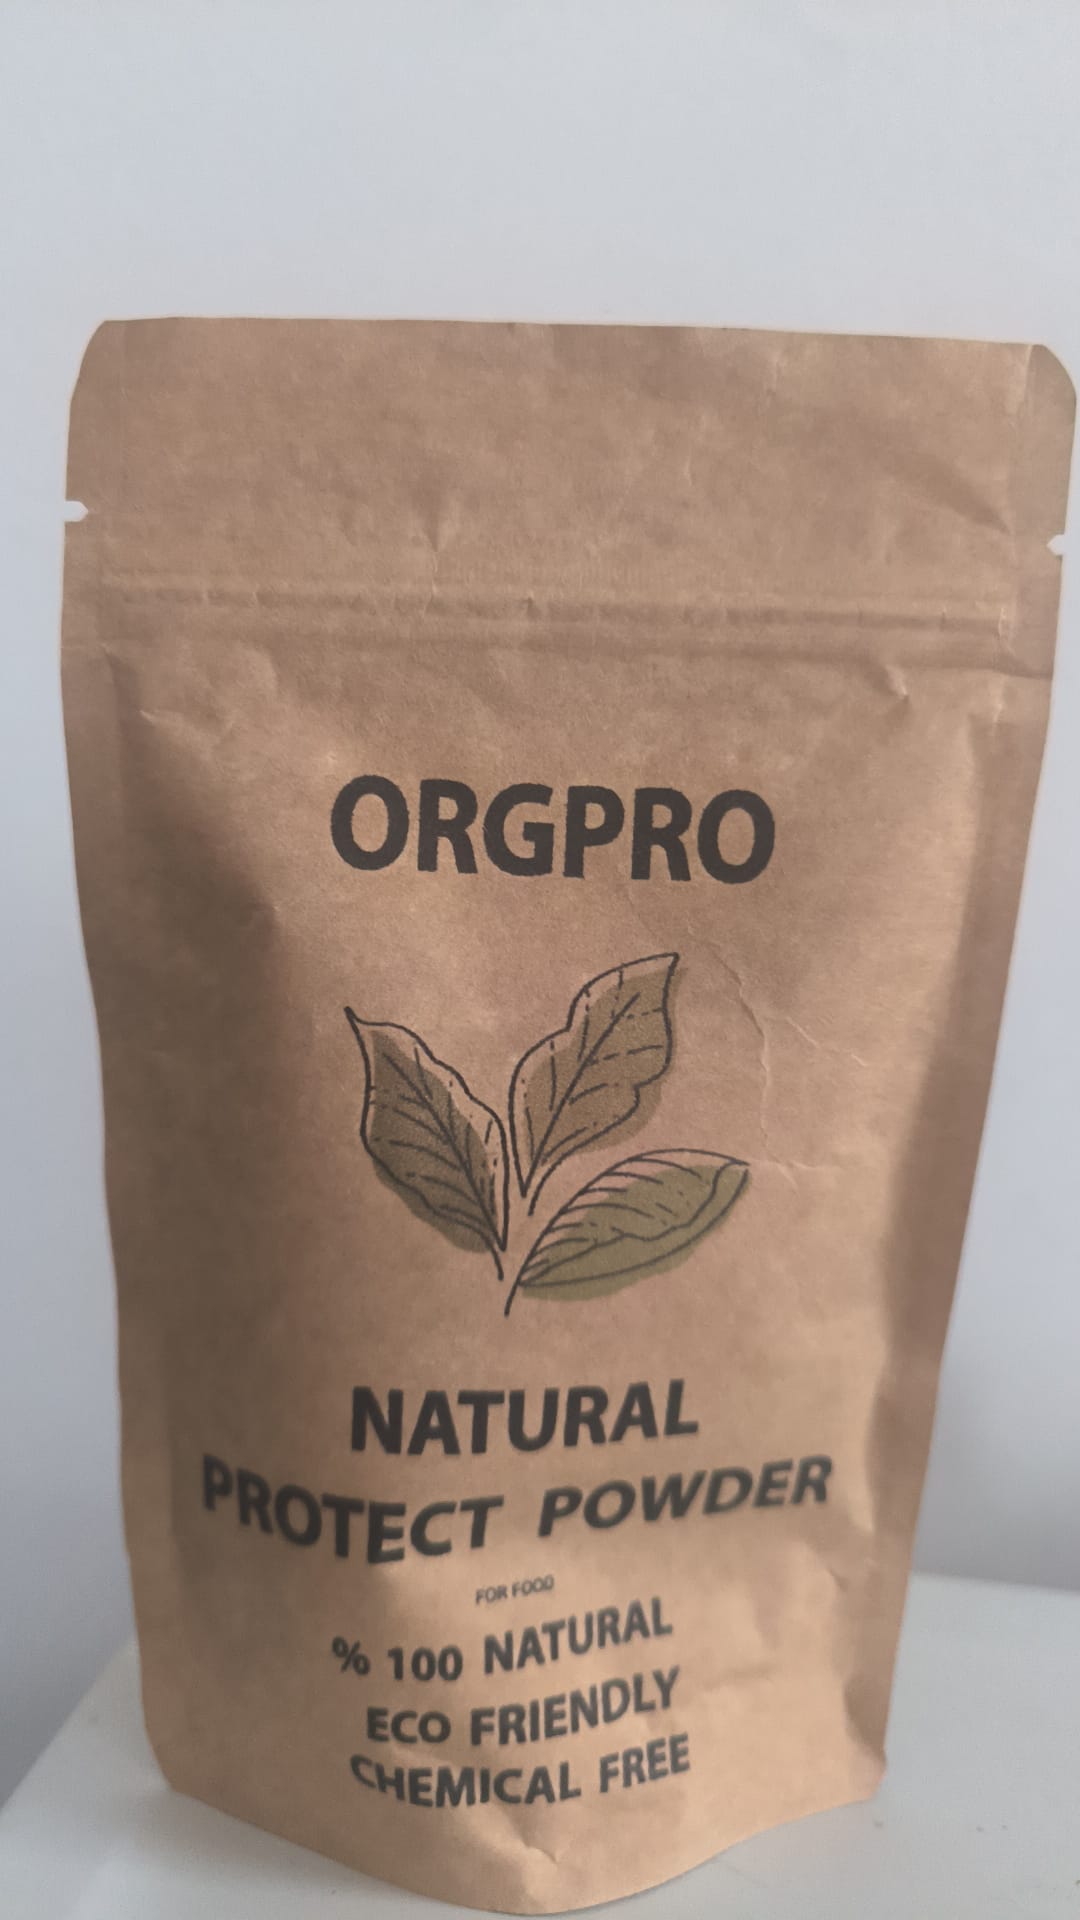 ORGPRO
NATURAL
PROTECT POWDER
FOR FOOD
% 100 NATURAL
ECO FRIENDLY
CHEMICAL FREE